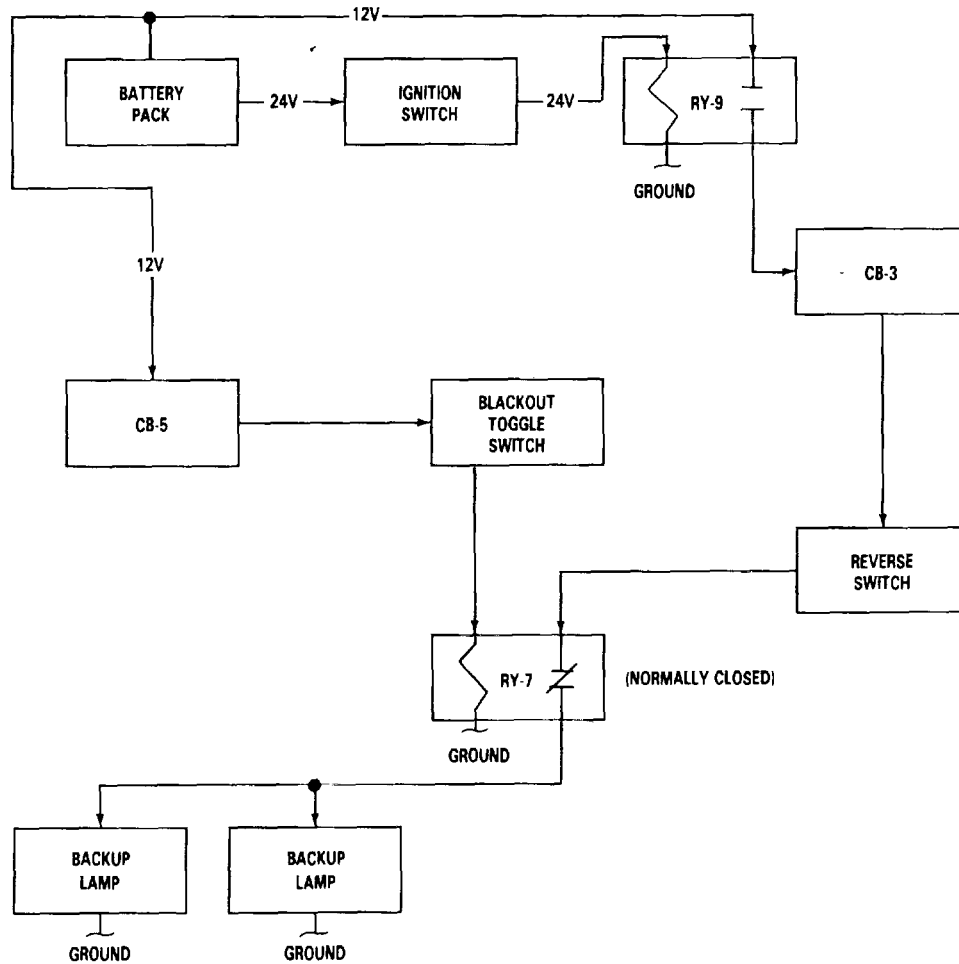 12V
BATTERY
PACK
24V
IGNITION
SWITCH
24V
RY-9
GROUND
12V
CB-3
CB-5
BLACKOUT
TOGGLE
SWITCH
REVERSE
SWITCH
RY-7
(NORMALLY CLOSED)
GROUND
BACKUP
LAMP
BACKUP
LAMP
GROUND
GROUND